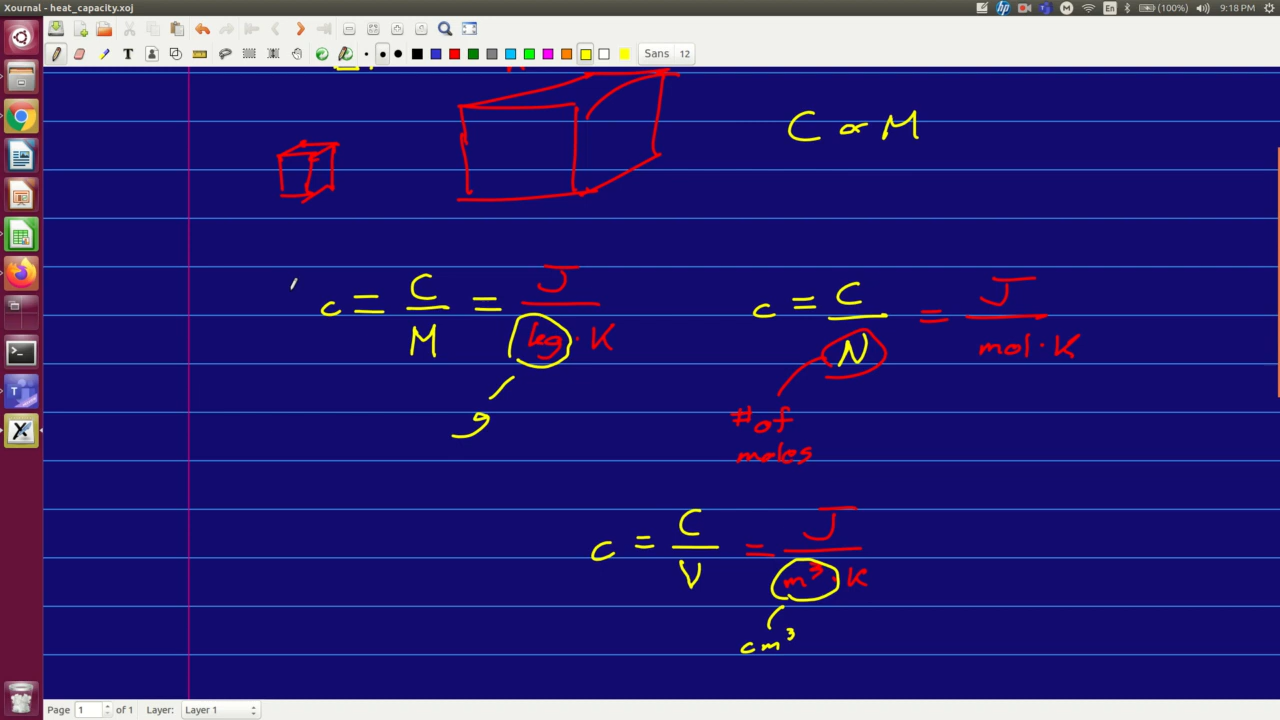 Xournal - heat_capacity.xoj
En
(100%)
9:18 PM
Sans 12
C ∝ M
c = C/M = J/kg · K
g
c = C/N = J/mol · K
# of
moles
c = C/V = J/m³ · K
cm³
Page 1 of 1 Layer: Layer 1